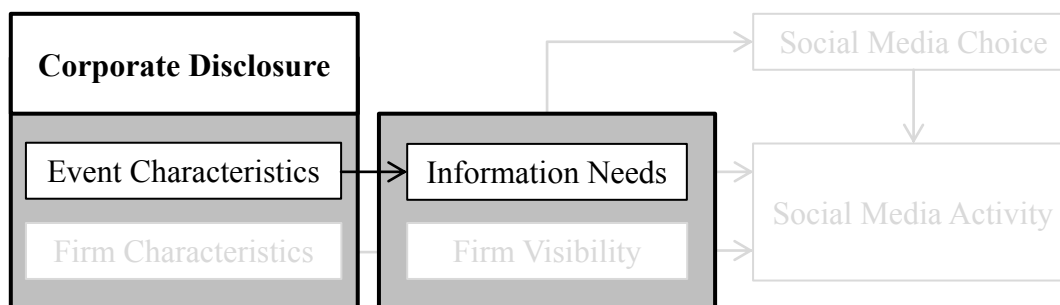 Social Media Choice
Corporate Disclosure
Event Characteristics
Information Needs
Social Media Activity
Firm Characteristics
Firm Visibility